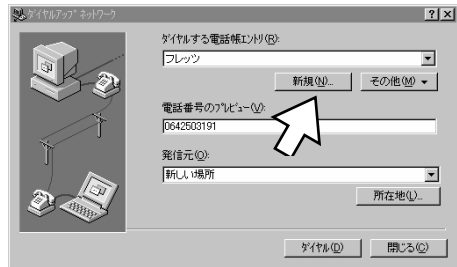 ﾀﾞｲﾔﾙｱｯﾌﾟ ﾈｯﾄﾜｰｸ
ﾀﾞｲﾔﾙする電話帳ｴﾝﾄﾘ(R):
フレッツ
新規(N)... その他(M)
電話番号のﾌﾟﾚﾋﾞｭｰ(V):
0642503191
発信元(O):
新しい場所
所在地(L)...
ﾀﾞｲﾔﾙ(D) 閉じる(C)